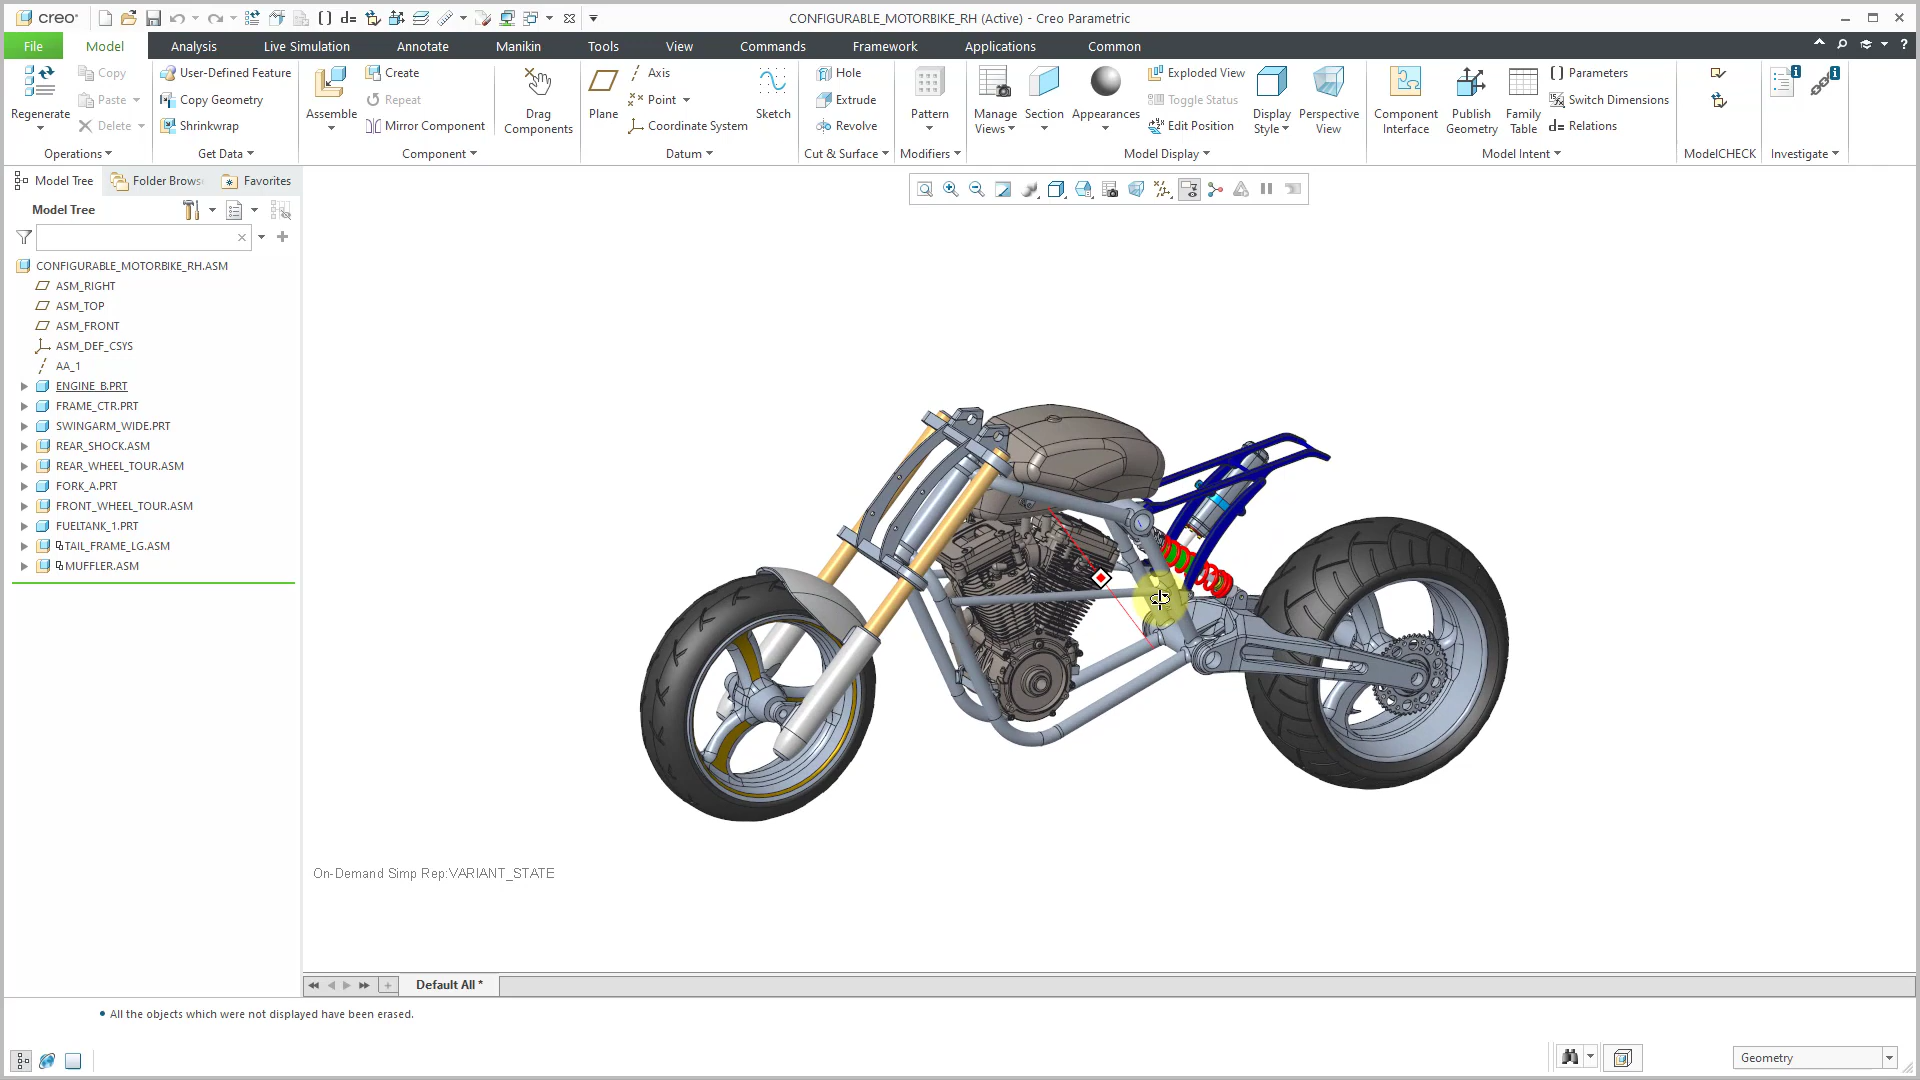 creo·
d=
CONFIGURABLE_MOTORBIKE_RH (Active) - Creo Parametric
File Model Analysis Live Simulation Annotate Manikin Tools View Commands Framework Applications Common
Regenerate
Copy
Paste
Delete
Operations
User-Defined Feature
Copy Geometry
Shrinkwrap
Get Data
Assemble
Create
Repeat
Mirror Component
Component
Drag
Components
Plane
Axis
Point
Coordinate System
Sketch
Datum
Hole
Extrude
Revolve
Cut & Surface
Pattern
Modifiers
Manage
Views
Section
Appearances
Exploded View
Toggle Status
Edit Position
Display
Style
Perspective
View
Model Display
Component
Interface
Publish
Geometry
Family
Table
Parameters
Switch Dimensions
d= Relations
Model Intent
ModelCHECK
Investigate
Model Tree Folder Brows Favorites
Model Tree
CONFIGURABLE_MOTORBIKE_RH.ASM
ASM_RIGHT
ASM_TOP
ASM_FRONT
ASM_DEF_CSYS
AA_1
ENGINE_B.PRT
FRAME_CTR.PRT
SWINGARM_WIDE.PRT
REAR_SHOCK.ASM
REAR_WHEEL_TOUR.ASM
FORK_A.PRT
FRONT_WHEEL_TOUR.ASM
FUELTANK_1.PRT
TAIL_FRAME_LG.ASM
MUFFLER.ASM
On-Demand Simp Rep:VARIANT_STATE
Default All *
• All the objects which were not displayed have been erased.
Geometry